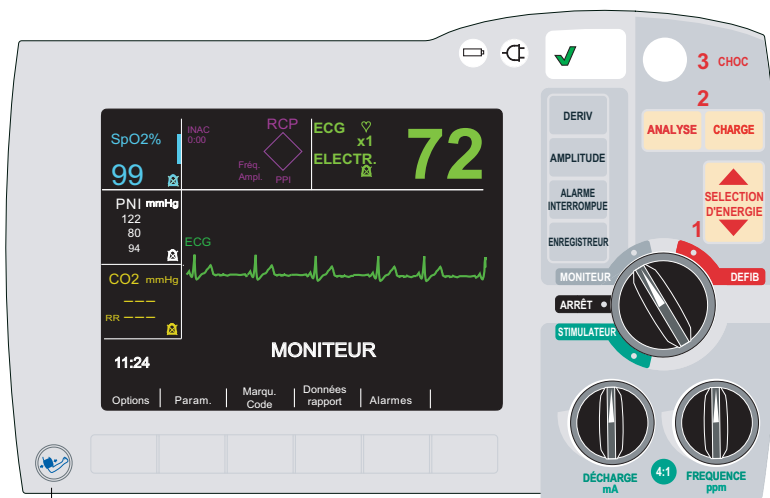 SpO2%
99
INAC
0:00
RCP
Fréq.
Ampl. PPI
ECG
x1
ELECTR.
72
PNI mmHg
122
80
94
ECG
CO2 mmHg
---
RR ---
11:24
MONITEUR
Options
Param.
Marqu.
Code
Données
rapport
Alarmes
DERIV
AMPLITUDE
ALARME
INTERROMPUE
ENREGISTREUR
3 CHOC
2
ANALYSE
CHARGE
SELECTION
D'ENERGIE
1
MONITEUR
DEFIB
ARRÊT
STIMULATEUR
DÉCHARGE
mA
4:1
FREQUENCE
ppm